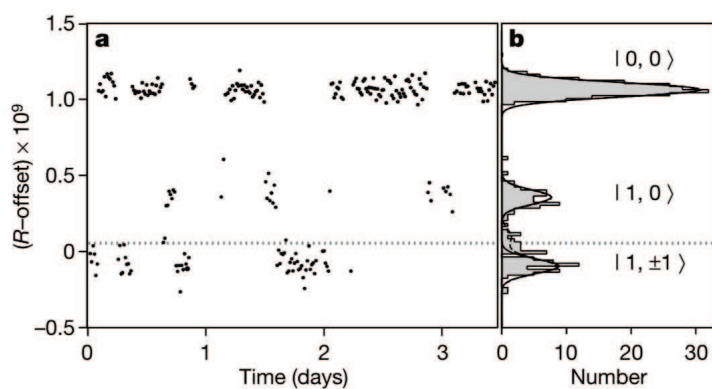 a
b
(R–offset) × 10⁹
1.5
1.0
0.5
0
–0.5
0
1
2
3
Time (days)
| 0, 0 ⟩
| 1, 0 ⟩
| 1, ±1 ⟩
0
10
20
30
Number